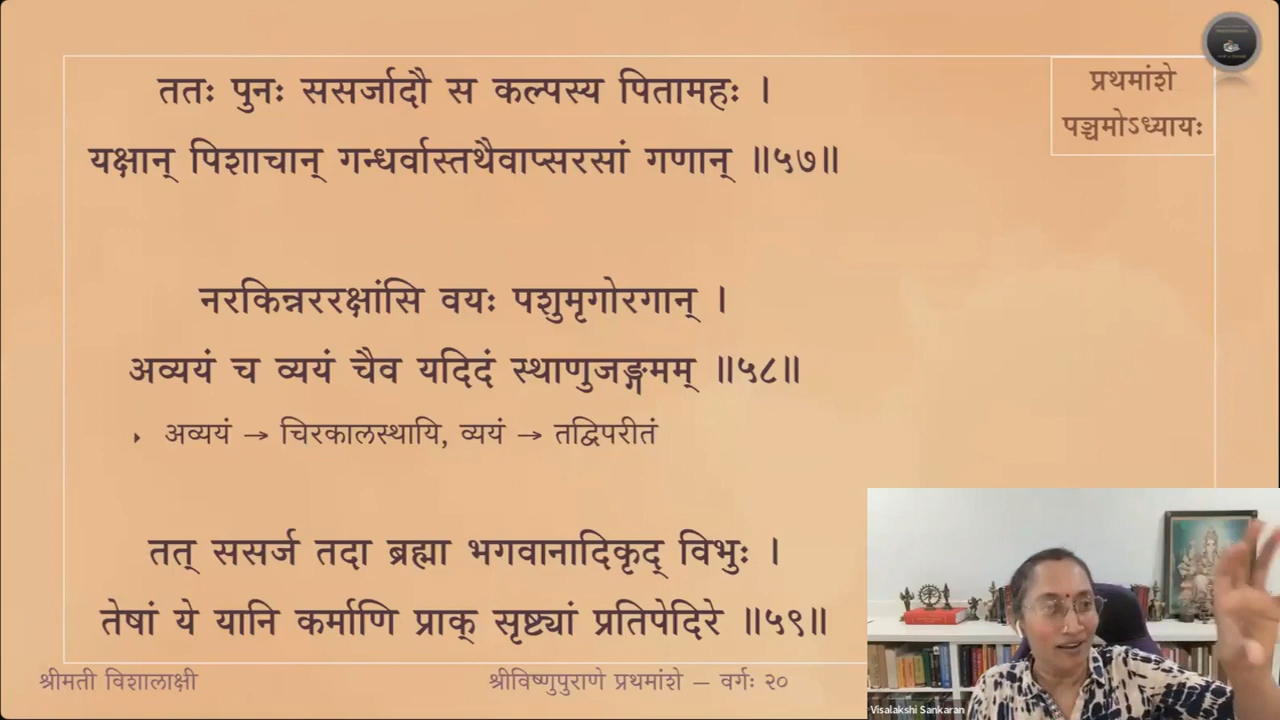 ततः पुनः ससर्जादौ स कल्पस्य पितामहः ।
यक्षान् पिशाचान् गन्धर्वास्तथैवाप्सरसां गणान् ॥५७॥
प्रथमांशे
पञ्चमोऽध्यायः
नरकिन्नररक्षांसि वयः पशुमृगोरगान् ।
अव्ययं च व्ययं चैव यदिदं स्थाणुजङ्गमम् ॥५८॥
अव्ययं → चिरकालस्थायि, व्ययं → तद्विपरीतं
तत् ससर्ज तदा ब्रह्मा भगवानादिकृद् विभुः ।
तेषां ये यानि कर्माणि प्राक् सृष्ट्यां प्रतिपेदिरे ॥५९॥
श्रीमती विशालाक्षी
श्रीविष्णुपुराणे प्रथमांशे – वर्गः २०
Visalakshi Sankaran